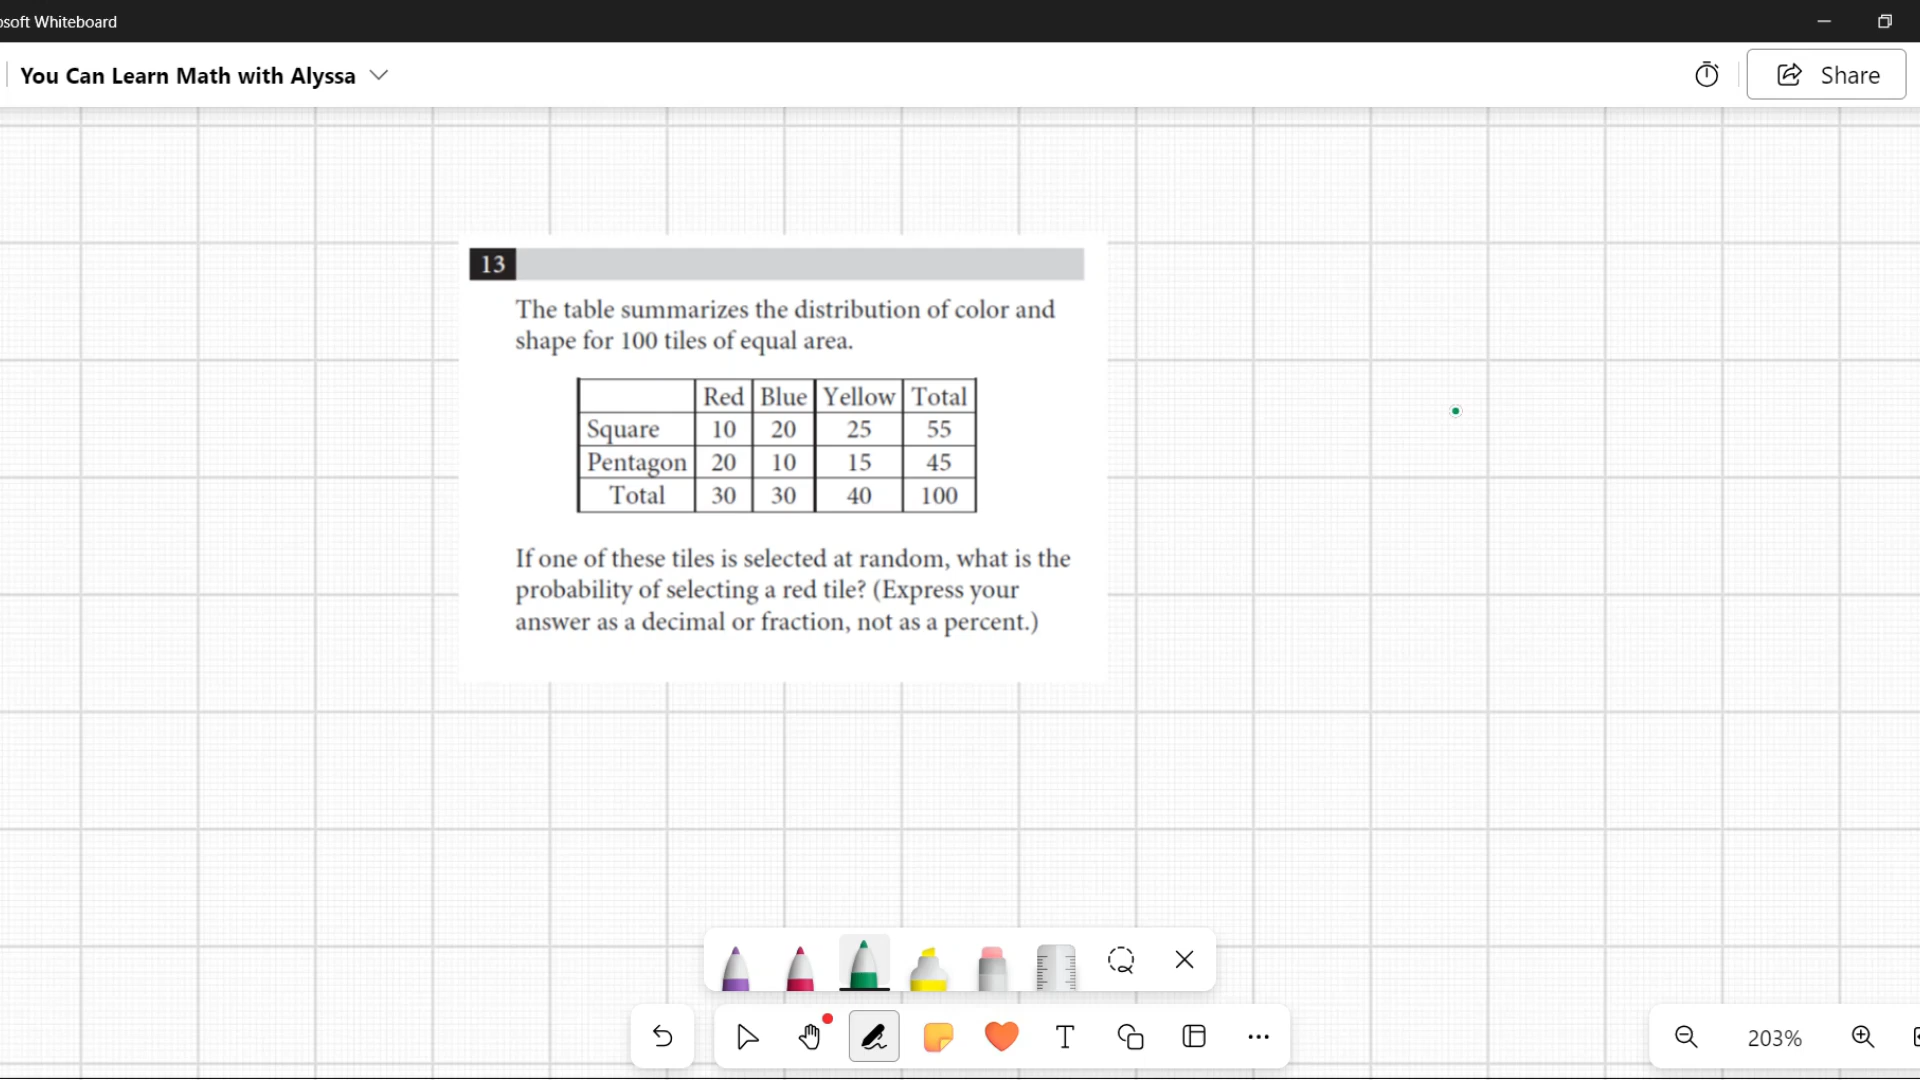 osoft Whiteboard
You Can Learn Math with Alyssa
Share
13
The table summarizes the distribution of color and
shape for 100 tiles of equal area.
Red Blue Yellow Total
Square 10 20 25 55
Pentagon 20 10 15 45
Total 30 30 40 100
If one of these tiles is selected at random, what is the
probability of selecting a red tile? (Express your
answer as a decimal or fraction, not as a percent.)
203%